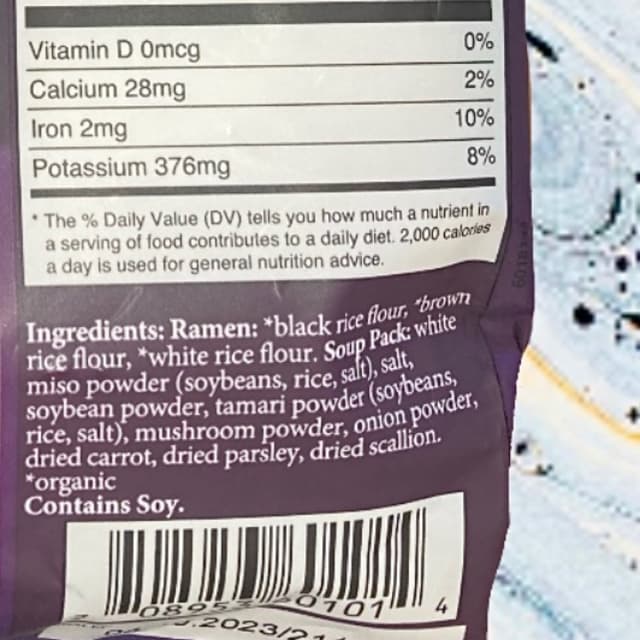 Vitamin D 0mcg 0%
Calcium 28mg 2%
Iron 2mg 10%
Potassium 376mg 8%
* The % Daily Value (DV) tells you how much a nutrient in
a serving of food contributes to a daily diet. 2,000 calories
a day is used for general nutrition advice.
Ingredients: Ramen: *black rice flour, *brown
rice flour, *white rice flour. Soup Pack: white
miso powder (soybeans, rice, salt), salt,
soybean powder, tamari powder (soybeans,
rice, salt), mushroom powder, onion powder,
dried carrot, dried parsley, dried scallion.
*organic
Contains Soy.
4